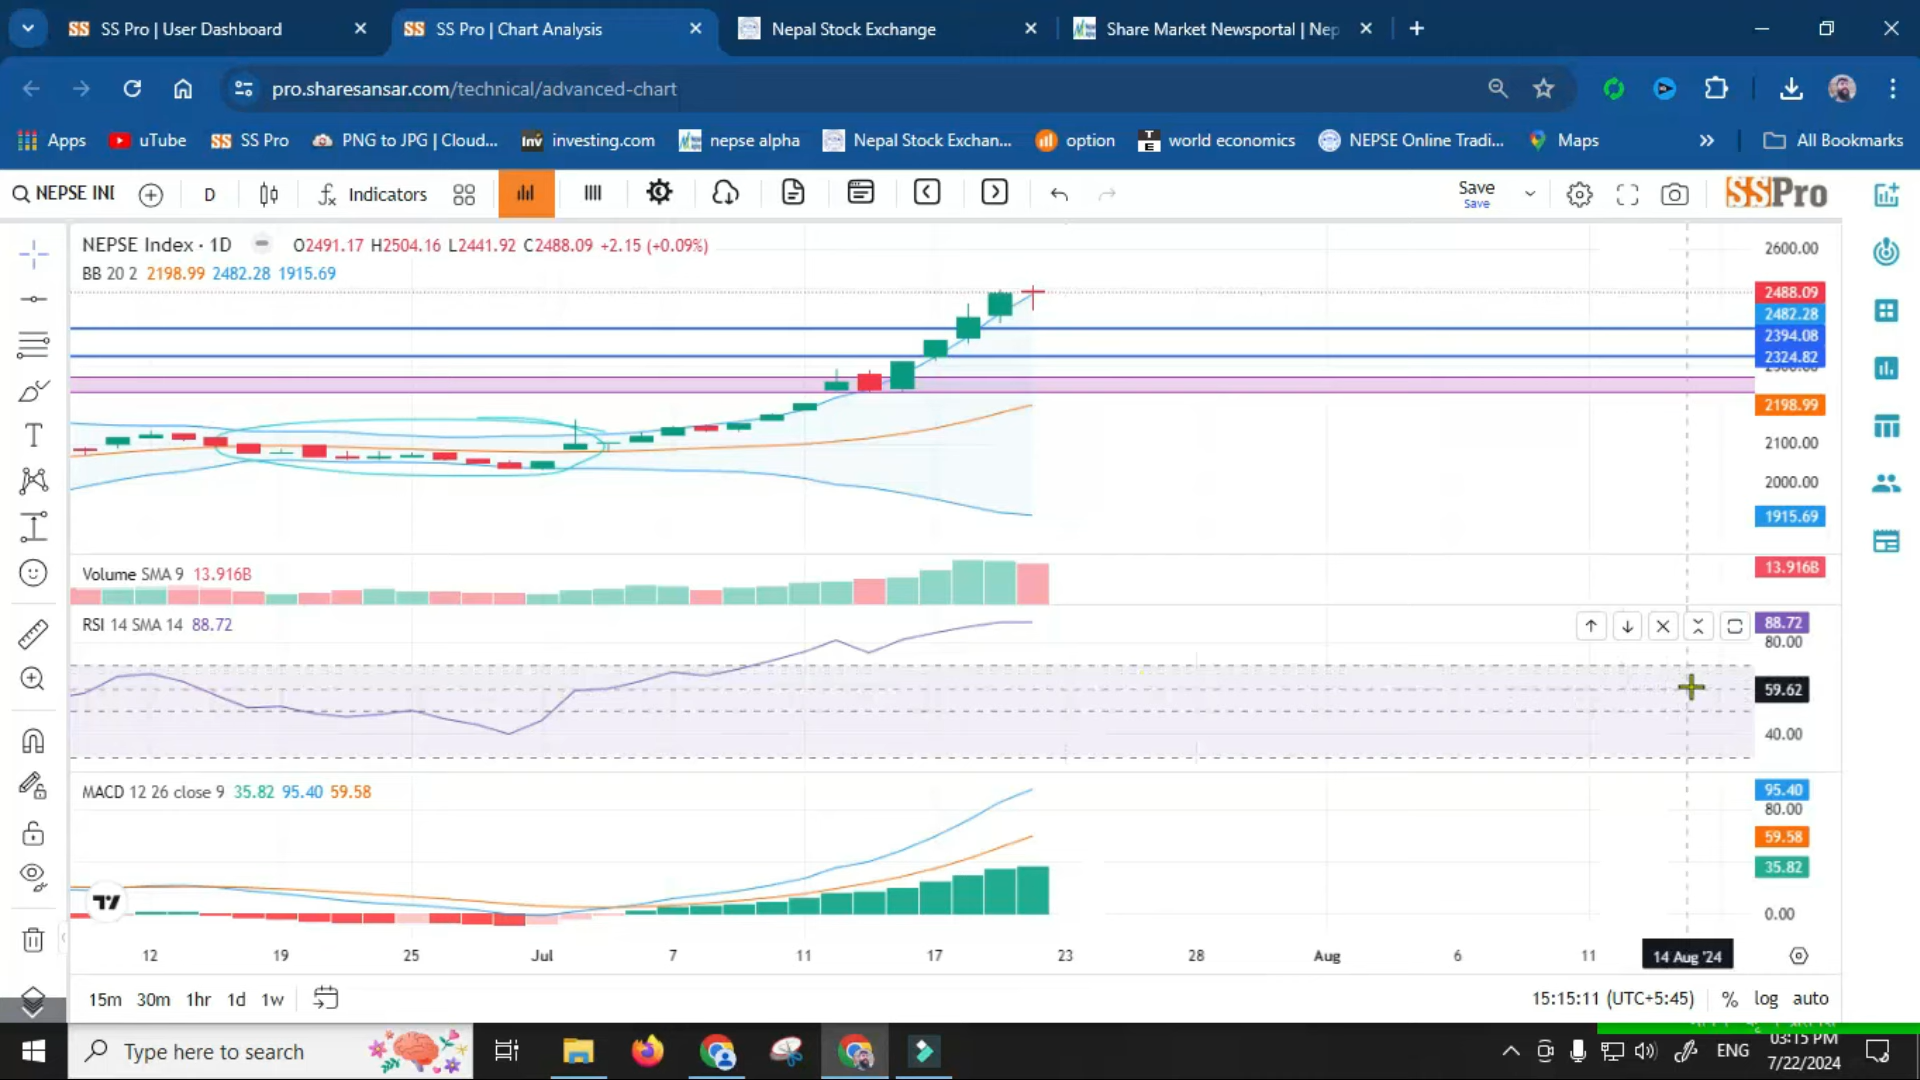 SS Pro | User Dashboard
SS Pro | Chart Analysis
Nepal Stock Exchange
Share Market Newsportal | Nep
pro.sharesansar.com/technical/advanced-chart
Apps
uTube
SS Pro
PNG to JPG | Cloud...
investing.com
nepse alpha
Nepal Stock Exchan...
option
world economics
NEPSE Online Tradi...
Maps
All Bookmarks
NEPSE INI
D
Indicators
Save
Save
SSPro
NEPSE Index · 1D O2491.17 H2504.16 L2441.92 C2488.09 +2.15 (+0.09%)
BB 20 2 2198.99 2482.28 1915.69
2600.00
2488.09
2482.28
2394.08
2324.82
2198.99
2100.00
2000.00
1915.69
Volume SMA 9 13.916B
13.916B
RSI 14 SMA 14 88.72
88.72
80.00
59.62
40.00
MACD 12 26 close 9 35.82 95.40 59.58
95.40
80.00
59.58
35.82
0.00
12 19 25 Jul 7 11 17 23 28 Aug 6 11 14 Aug '24
15m 30m 1hr 1d 1w
15:15:11 (UTC+5:45) % log auto
Type here to search
ENG
03:15 PM
7/22/2024